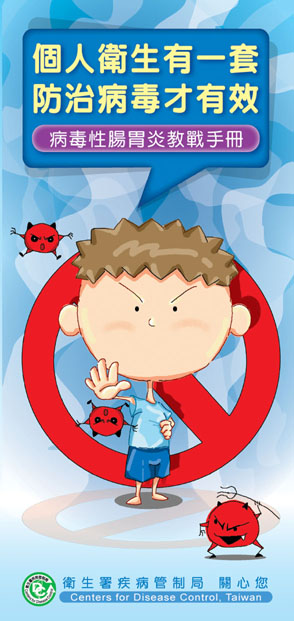 個人衛生有一套
防治病毒才有效
病毒性腸胃炎教戰手冊
衛生署疾病管制局 關心您
Centers for Disease Control, Taiwan